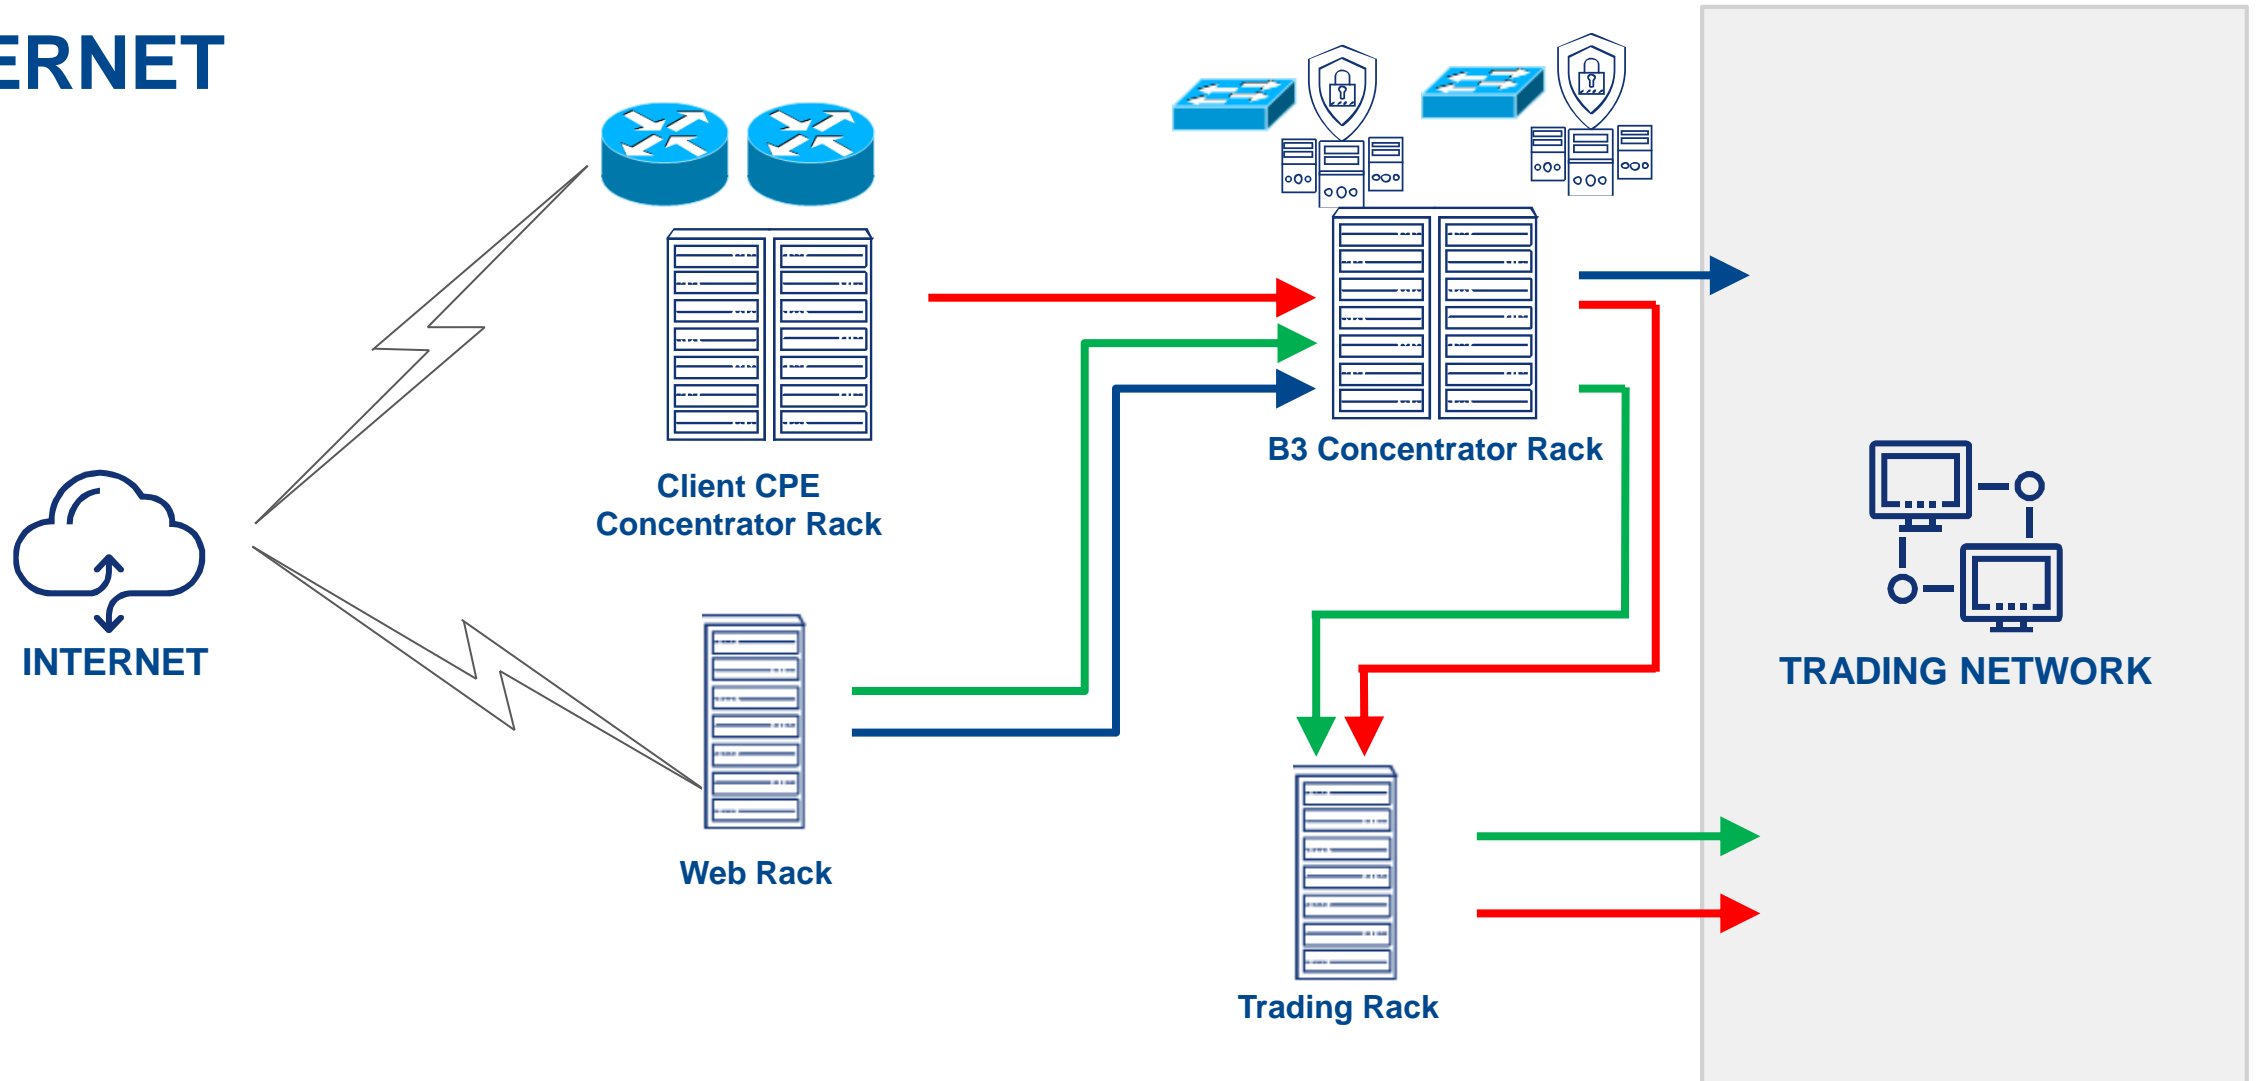 ERNET
B3 Concentrator Rack
Client CPE
Concentrator Rack
INTERNET
TRADING NETWORK
Web Rack
Trading Rack